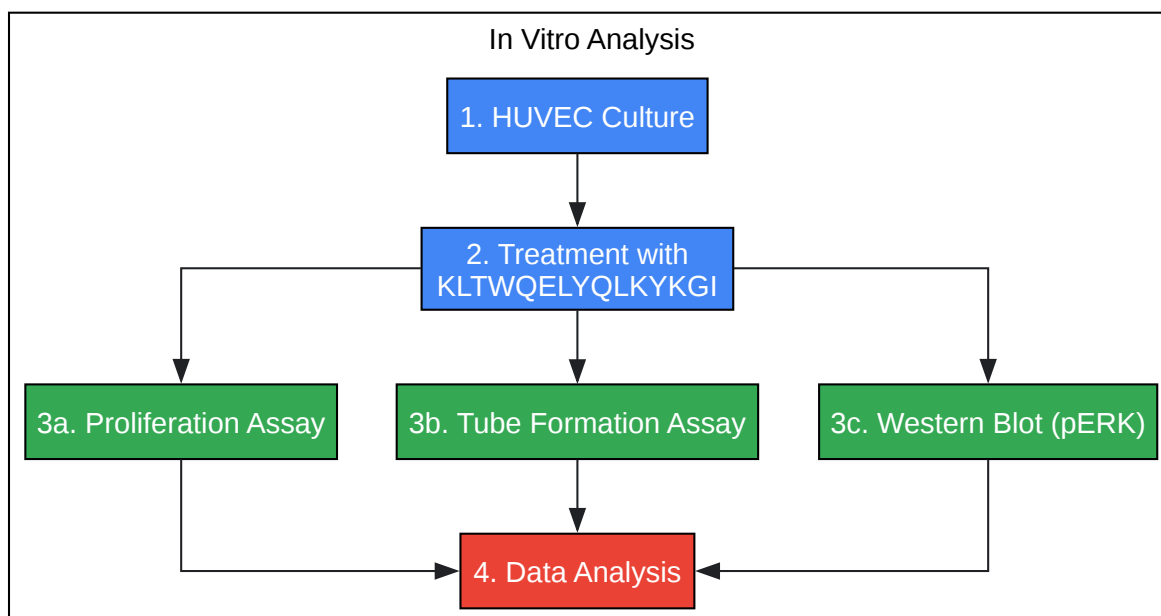 In Vitro Analysis
1. HUVEC Culture
2. Treatment with
KLTWQELYQLKYKGI
3a. Proliferation Assay
3b. Tube Formation Assay
3c. Western Blot (pERK)
4. Data Analysis